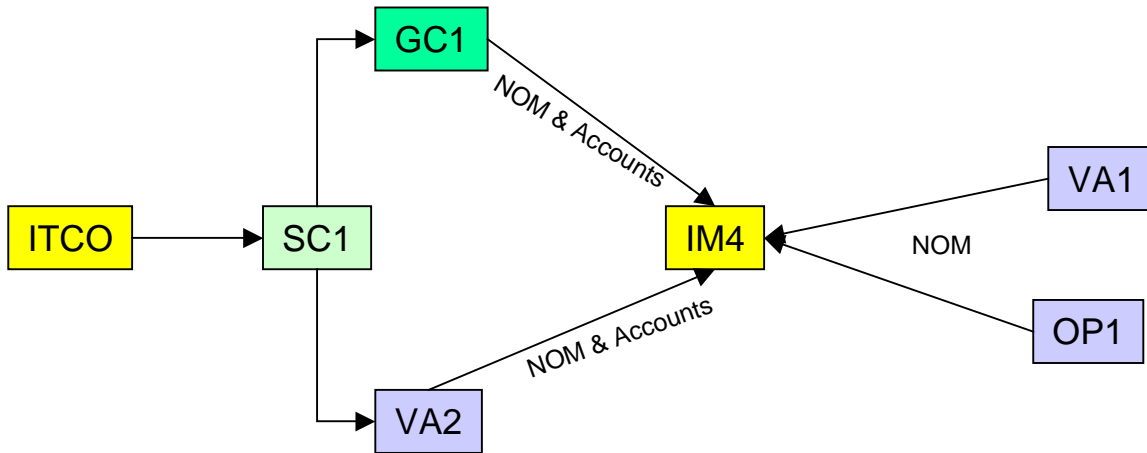 GC1
NOM & Accounts
VA1
ITCO
SC1
IM4
NOM
OP1
NOM & Accounts
VA2